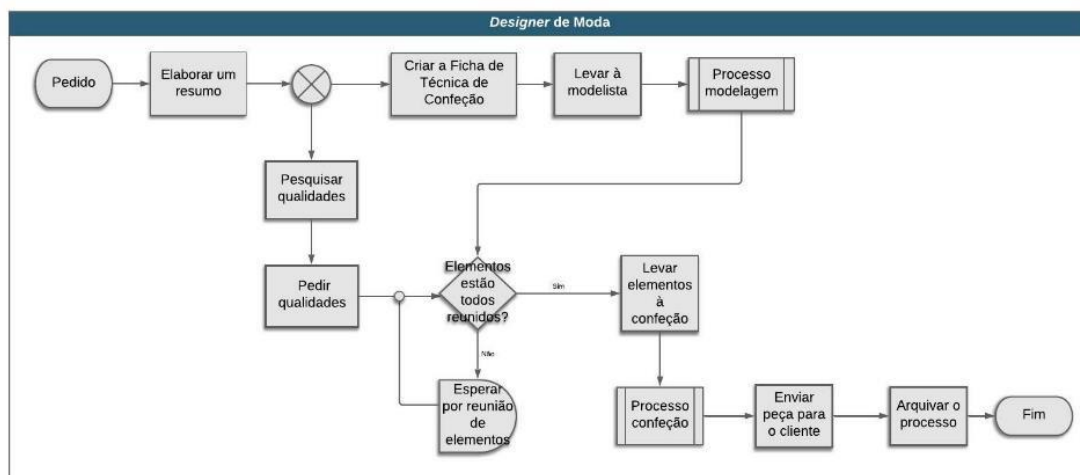 Designer de Moda
Pedido
Elaborar um
resumo
Criar a Ficha de
Técnica de
Confeção
Levar à
modelista
Processo
modelagem
Pesquisar
qualidades
Pedir
qualidades
Elementos
estão
todos
reunidos?
Sim
Levar
elementos
à
confeção
Não
Esperar
por reunião
de
elementos
Processo
confeção
Enviar
peça para
o cliente
Arquivar o
processo
Fim